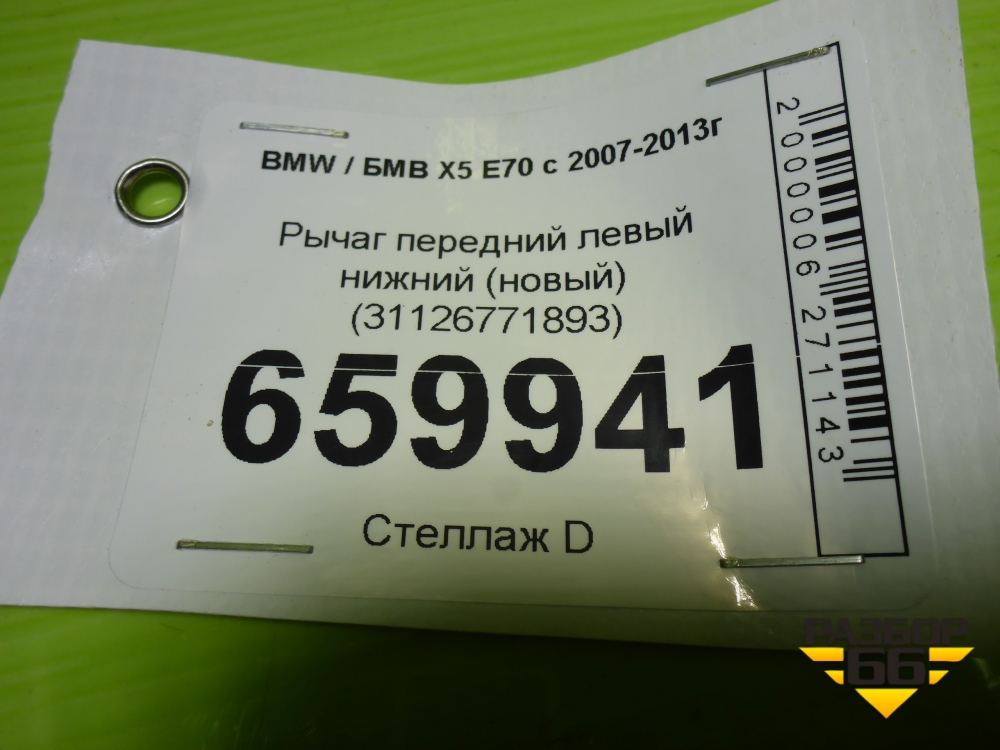 BMW / БМВ X5 E70 с 2007-2013г
Рычаг передний левый
нижний (новый)
(31126771893)
659941
Стеллаж D
2000006271143
РАЗБОР
66